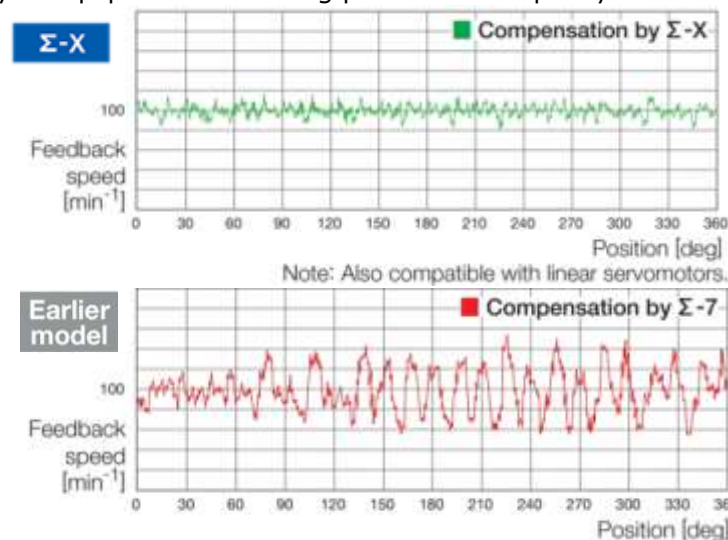 Σ-X
Compensation by Σ-X
100
Feedback
speed
[min-1]
0 30 60 90 120 150 180 210 240 270 300 330 360
Position [deg]
Note: Also compatible with linear servomotors.
Earlier
model
Compensation by Σ-7
100
Feedback
speed
[min-1]
0 30 60 90 120 150 180 210 240 270 300 330
Position [deg]